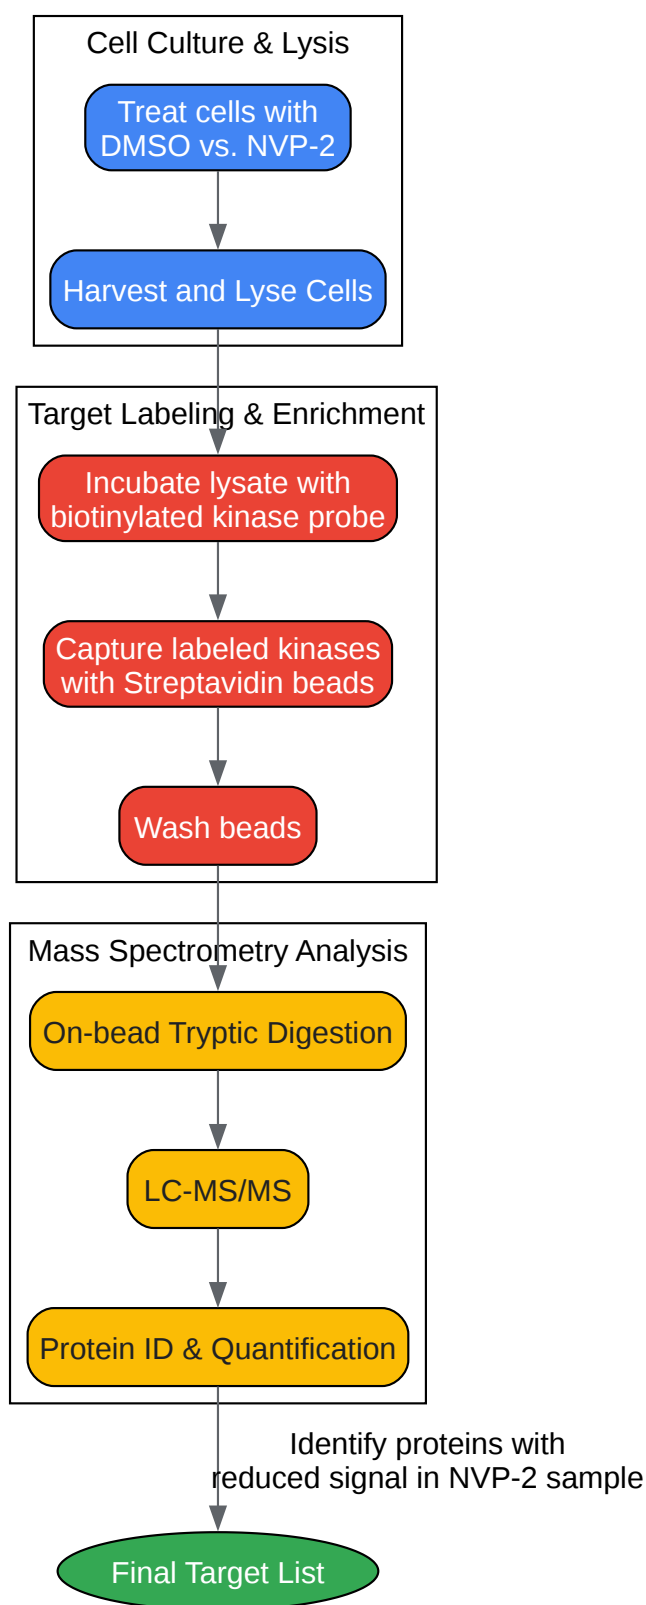 Cell Culture & Lysis
Treat cells with
DMSO vs. NVP-2
Harvest and Lyse Cells
Target Labeling & Enrichment
Incubate lysate with
biotinylated kinase probe
Capture labeled kinases
with Streptavidin beads
Wash beads
Mass Spectrometry Analysis
On-bead Tryptic Digestion
LC-MS/MS
Protein ID & Quantification
Identify proteins with
reduced signal in NVP-2 sample
Final Target List